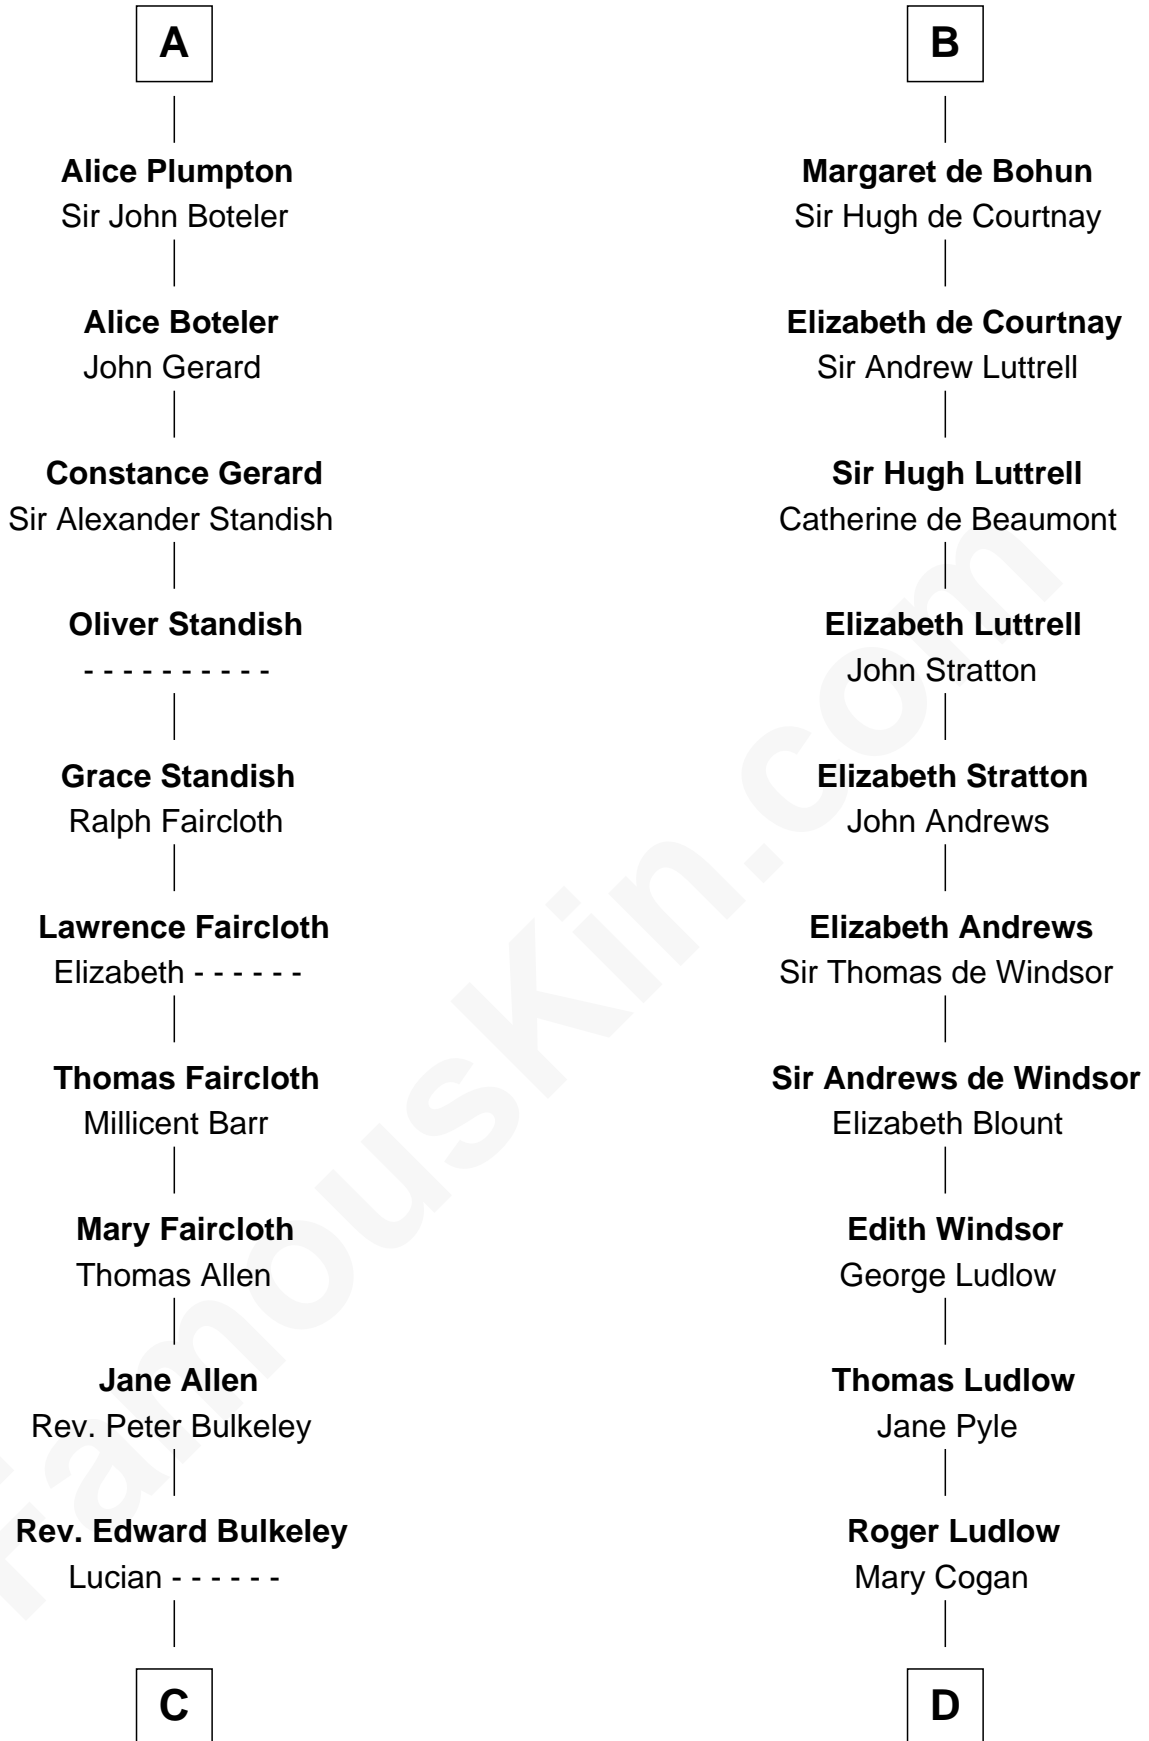 A
Alice Plumpton
Sir John Boteler
Alice Boteler
John Gerard
Constance Gerard
Sir Alexander Standish
Oliver Standish
- - - - - - - - - -
Grace Standish
Ralph Faircloth
Lawrence Faircloth
Elizabeth - - - - - -
Thomas Faircloth
Millicent Barr
Mary Faircloth
Thomas Allen
Jane Allen
Rev. Peter Bulkeley
Rev. Edward Bulkeley
Lucian - - - - - -
C
B
Margaret de Bohun
Sir Hugh de Courtnay
Elizabeth de Courtnay
Sir Andrew Luttrell
Sir Hugh Luttrell
Catherine de Beaumont
Elizabeth Luttrell
John Stratton
Elizabeth Stratton
John Andrews
Elizabeth Andrews
Sir Thomas de Windsor
Sir Andrews de Windsor
Elizabeth Blount
Edith Windsor
George Ludlow
Thomas Ludlow
Jane Pyle
Roger Ludlow
Mary Cogan
D
FamousKin.com